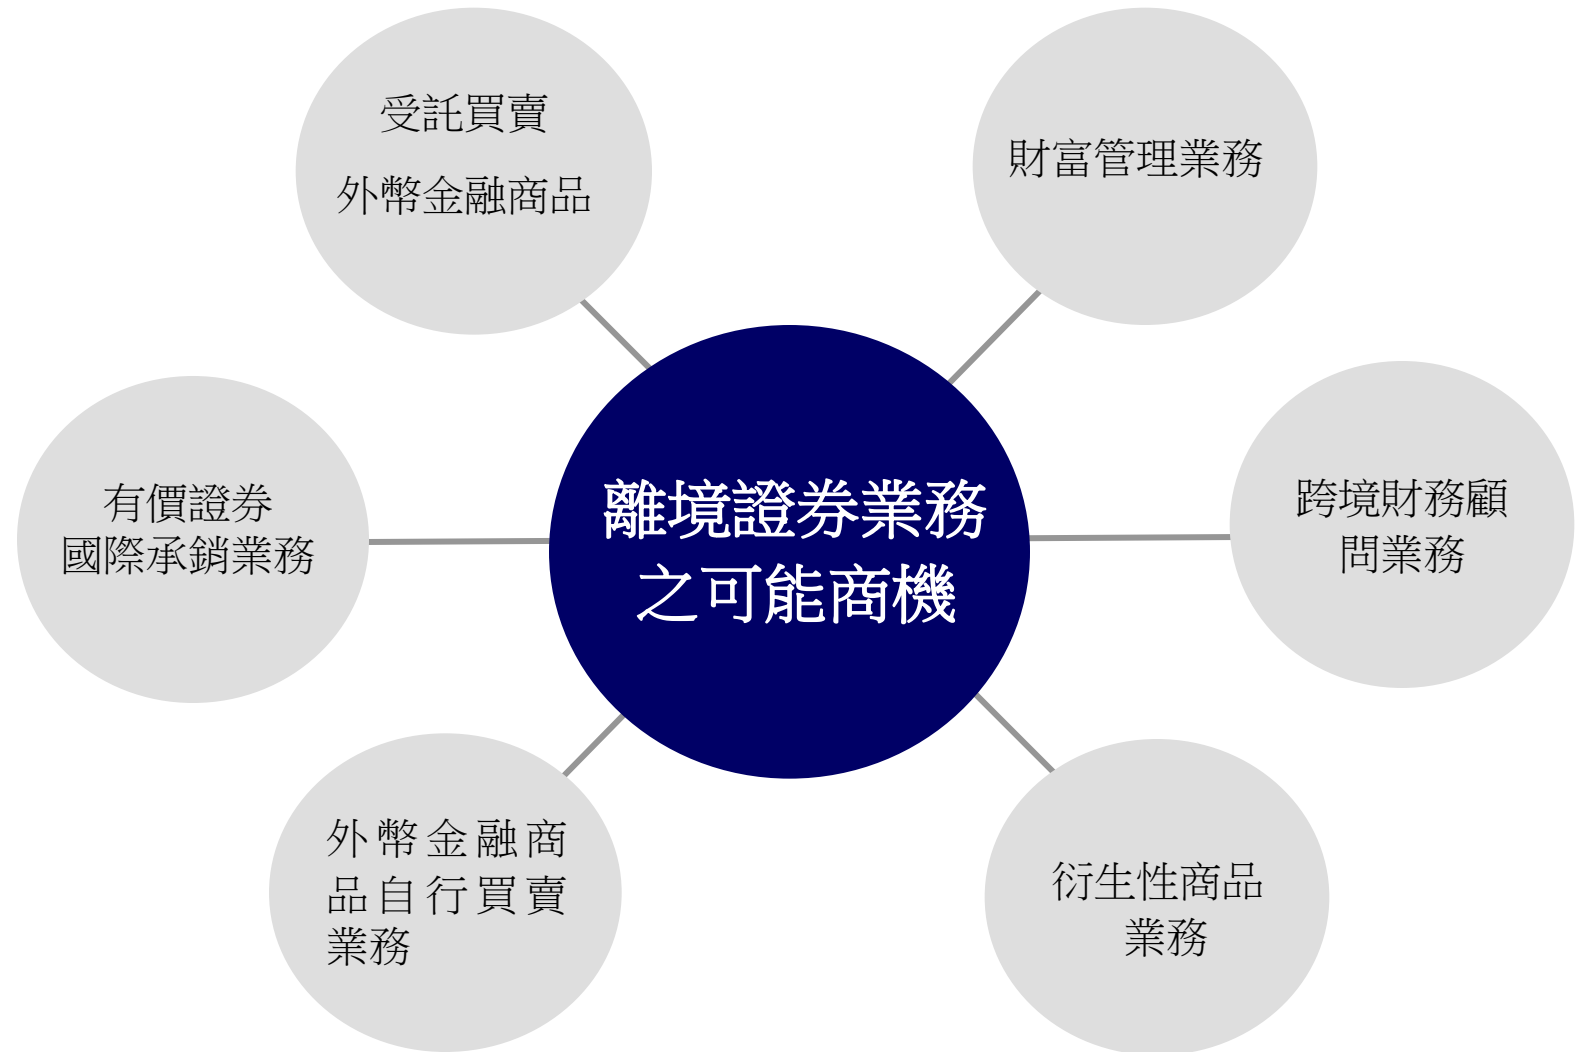 受託買賣
外幣金融商品
財富管理業務
有價證券
國際承銷業務
離境證券業務
之可能商機
跨境財務顧
問業務
外幣金融商
品自行買賣
業務
衍生性商品
業務